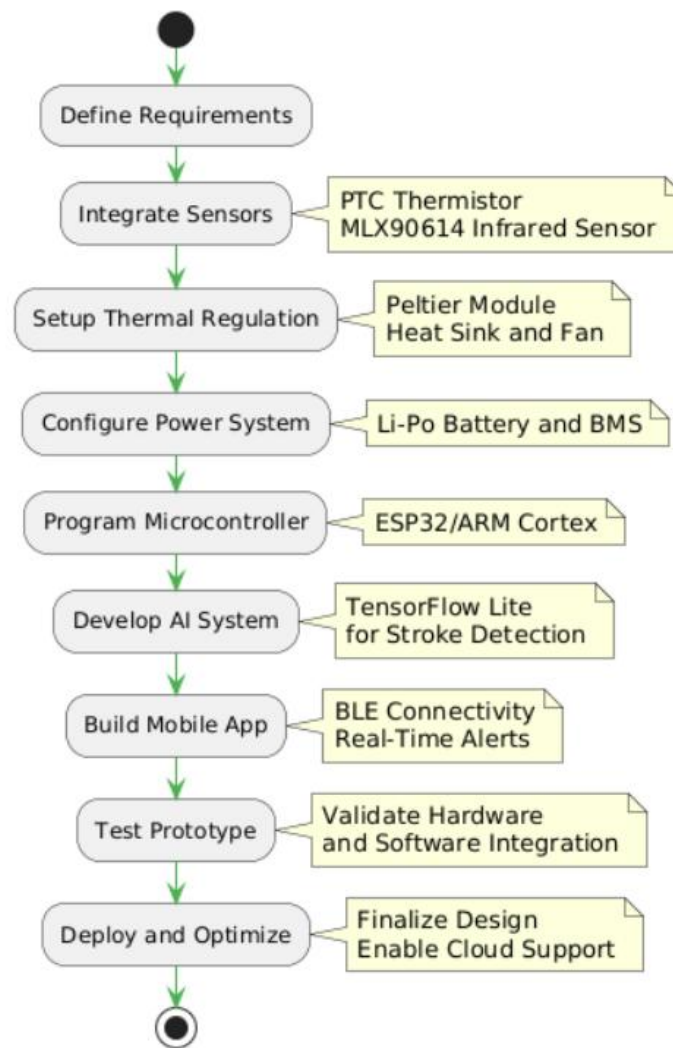 Define Requirements
Integrate Sensors
PTC Thermistor
MLX90614 Infrared Sensor
Setup Thermal Regulation
Peltier Module
Heat Sink and Fan
Configure Power System
Li-Po Battery and BMS
Program Microcontroller
ESP32/ARM Cortex
Develop AI System
TensorFlow Lite
for Stroke Detection
Build Mobile App
BLE Connectivity
Real-Time Alerts
Test Prototype
Validate Hardware
and Software Integration
Deploy and Optimize
Finalize Design
Enable Cloud Support